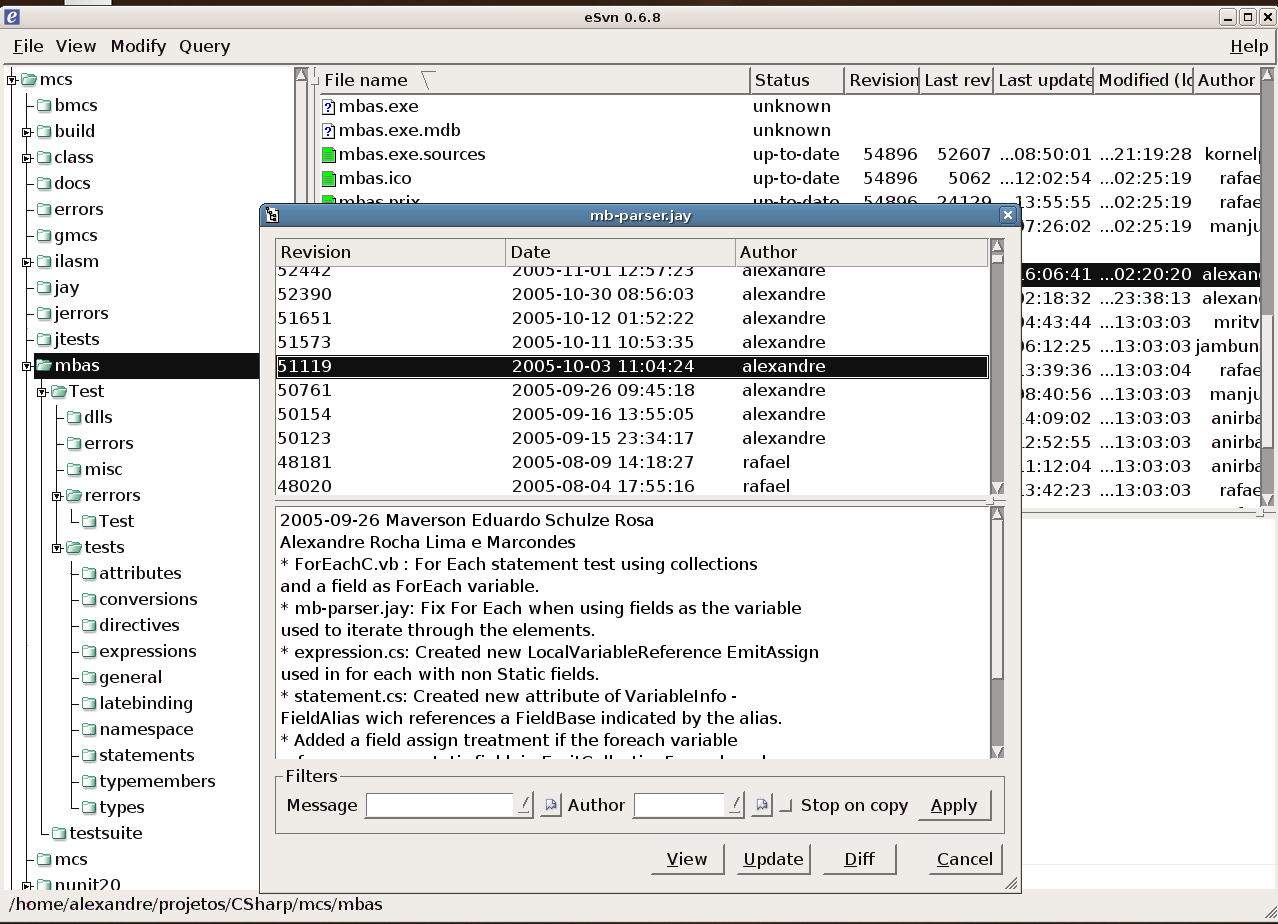 eSvn 0.6.8
File View Modify Query Help
mcs
bmcs
build
class
docs
errors
gmcs
ilasm
jay
jerrors
jtests
mbas
Test
dlls
errors
misc
rerrors
Test
tests
attributes
conversions
directives
expressions
general
latebinding
namespace
statements
typemembers
types
testsuite
mcs
nunit20
File name Status Revision Last rev Last update Modified (lo Author
mbas.exe unknown
mbas.exe.mdb unknown
mbas.exe.sources up-to-date 54896 52607 ...08:50:01 ...21:19:28 kornel
mbas.ico up-to-date 54896 5062 ...12:02:54 ...02:25:19 rafae
mbas.prjx up-to-date 54896 24129 ...13:55:55 ...02:25:19 rafae
07:26:02 ...02:25:19 manju
6:06:41 ...02:20:20 alexan
02:18:32 ...23:38:13 alexan
04:43:44 ...13:03:03 mritv
06:12:25 ...13:03:03 jambun
3:39:36 ...13:03:04 rafae
08:40:56 ...13:03:03 manju
4:09:02 ...13:03:03 anirba
2:52:55 ...13:03:03 anirba
1:12:04 ...13:03:03 anirba
3:42:23 ...13:03:03 rafae
mb-parser.jay
Revision Date Author
52442 2005-11-01 12:57:23 alexandre
52390 2005-10-30 08:56:03 alexandre
51651 2005-10-12 01:52:22 alexandre
51573 2005-10-11 10:53:35 alexandre
51119 2005-10-03 11:04:24 alexandre
50761 2005-09-26 09:45:18 alexandre
50154 2005-09-16 13:55:05 alexandre
50123 2005-09-15 23:34:17 alexandre
48181 2005-08-09 14:18:27 rafael
48020 2005-08-04 17:55:16 rafael
2005-09-26 Maverson Eduardo Schulze Rosa
Alexandre Rocha Lima e Marcondes
* ForEachC.vb : For Each statement test using collections
and a field as ForEach variable.
* mb-parser.jay: Fix For Each when using fields as the variable
used to iterate through the elements.
* expression.cs: Created new LocalVariableReference EmitAssign
used in for each with non Static fields.
* statement.cs: Created new attribute of VariableInfo -
FieldAlias wich references a FieldBase indicated by the alias.
* Added a field assign treatment if the foreach variable
Filters
Message Author Stop on copy Apply
View Update Diff Cancel
/home/alexandre/projetos/CSharp/mcs/mbas